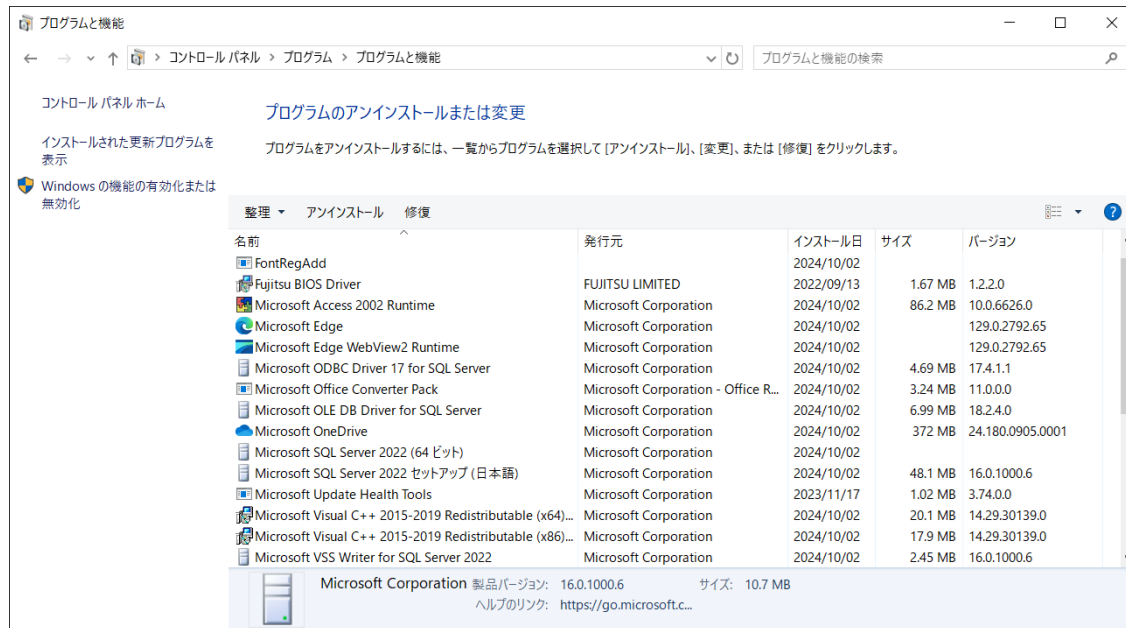 プログラムと機能
コントロール パネル > プログラム > プログラムと機能
プログラムと機能の検索
コントロール パネル ホーム
インストールされた更新プログラムを
表示
Windows の機能の有効化または
無効化
プログラムのアンインストールまたは変更
プログラムをアンインストールするには、一覧からプログラムを選択して [アンインストール]、[変更]、または [修復] をクリックします。
整理 アンインストール 修復
名前 発行元 インストール日 サイズ バージョン
FontRegAdd 2024/10/02
Fujitsu BIOS Driver FUJITSU LIMITED 2022/09/13 1.67 MB 1.2.2.0
Microsoft Access 2002 Runtime Microsoft Corporation 2024/10/02 86.2 MB 10.0.6626.0
Microsoft Edge Microsoft Corporation 2024/10/02 129.0.2792.65
Microsoft Edge WebView2 Runtime Microsoft Corporation 2024/10/02 129.0.2792.65
Microsoft ODBC Driver 17 for SQL Server Microsoft Corporation 2024/10/02 4.69 MB 17.4.1.1
Microsoft Office Converter Pack Microsoft Corporation - Office R... 2024/10/02 3.24 MB 11.0.0.0
Microsoft OLE DB Driver for SQL Server Microsoft Corporation 2024/10/02 6.99 MB 18.2.4.0
Microsoft OneDrive Microsoft Corporation 2024/10/02 372 MB 24.180.0905.0001
Microsoft SQL Server 2022 (64 ビット) Microsoft Corporation 2024/10/02
Microsoft SQL Server 2022 セットアップ (日本語) Microsoft Corporation 2024/10/02 48.1 MB 16.0.1000.6
Microsoft Update Health Tools Microsoft Corporation 2023/11/17 1.02 MB 3.74.0.0
Microsoft Visual C++ 2015-2019 Redistributable (x64)... Microsoft Corporation 2024/10/02 20.1 MB 14.29.30139.0
Microsoft Visual C++ 2015-2019 Redistributable (x86)... Microsoft Corporation 2024/10/02 17.9 MB 14.29.30139.0
Microsoft VSS Writer for SQL Server 2022 Microsoft Corporation 2024/10/02 2.45 MB 16.0.1000.6
Microsoft Corporation 製品バージョン: 16.0.1000.6 サイズ: 10.7 MB
ヘルプのリンク: https://go.microsoft.c...